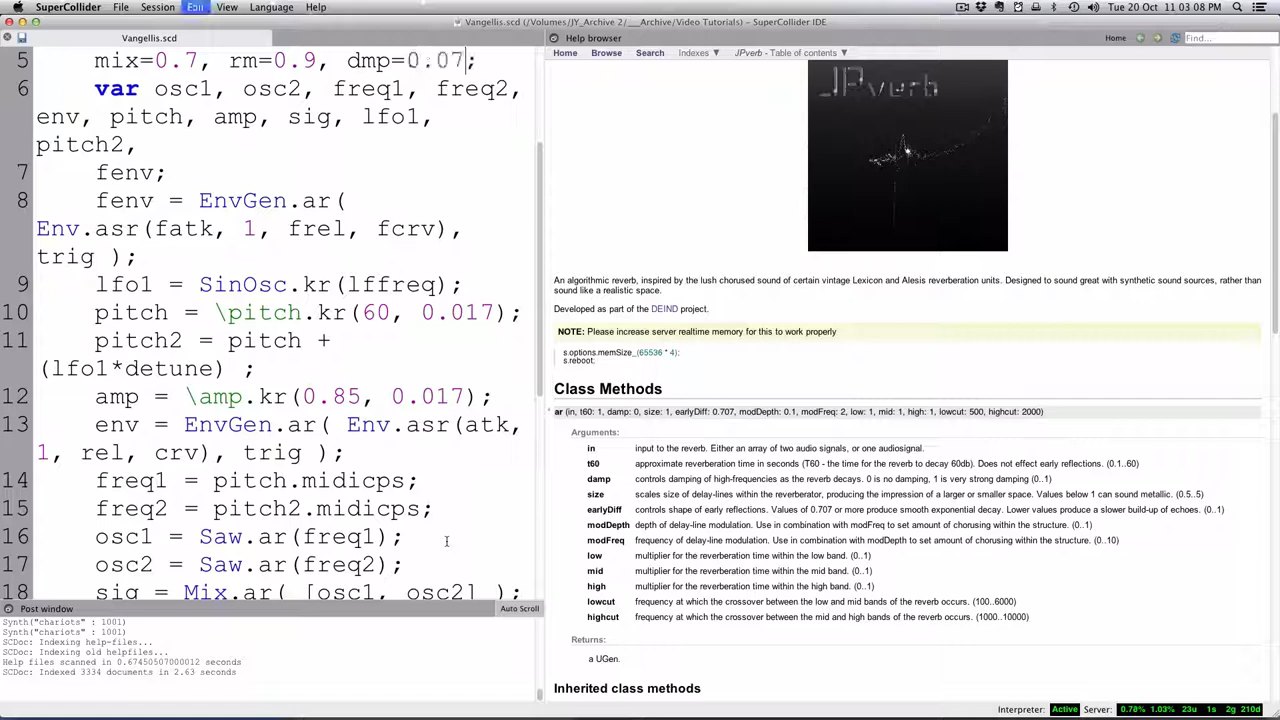 SuperCollider File Session Edit View Language Help Tue 20 Oct 11 03:08 PM
Vangellis.scd (/Volumes/JY_Archive 2/___Archive/Video Tutorials) - SuperCollider IDE
Vangellis.scd
5 mix=0.7, rm=0.9, dmp=0.07;
6 var osc1, osc2, freq1, freq2,
env, pitch, amp, sig, lfo1,
pitch2,
7 fenv;
8 fenv = EnvGen.ar(
Env.asr(fatk, 1, frel, fcrv),
trig );
9 lfo1 = SinOsc.kr(lffreq);
10 pitch = \pitch.kr(60, 0.017);
11 pitch2 = pitch +
(lfo1*detune) ;
12 amp = \amp.kr(0.85, 0.017);
13 env = EnvGen.ar( Env.asr(atk,
1, rel, crv), trig );
14 freq1 = pitch.midicps;
15 freq2 = pitch2.midicps;
16 osc1 = Saw.ar(freq1);
17 osc2 = Saw.ar(freq2);
18 sig = Mix.ar( [osc1, osc2] );
Post window Auto Scroll
Synth("chariots" : 1001)
Synth("chariots" : 1001)
SCDoc: Indexing help-files...
SCDoc: Indexing old helpfiles...
Help files scanned in 0.67450507000012 seconds
SCDoc: Indexed 3334 documents in 2.63 seconds
Help browser Home Find...
Home Browse Search Indexes ▼ JPverb - Table of contents ▼
JPverb
An algorithmic reverb, inspired by the lush chorused sound of certain vintage Lexicon and Alesis reverberation units. Designed to sound great with synthetic sound sources, rather
than sound like a realistic space.
Developed as part of the DEIND project.
NOTE: Please increase server realtime memory for this to work properly
s.options.memSize_(65536 * 4);
s.reboot;
Class Methods
ar (in, t60: 1, damp: 0, size: 1, earlyDiff: 0.707, modDepth: 0.1, modFreq: 2, low: 1, mid: 1, high: 1, lowcut: 500, highcut: 2000)
Arguments:
in input to the reverb. Either an array of two audio signals, or one audiosignal.
t60 approximate reverberation time in seconds (T60 - the time for the reverb to decay 60db). Does not effect early reflections. (0.1..60)
damp controls damping of high-frequencies as the reverb decays. 0 is no damping, 1 is very strong damping (0..1)
size scales size of delay-lines within the reverberator, producing the impression of a larger or smaller space. Values below 1 can sound metallic. (0.5..5)
earlyDiff controls shape of early reflections. Values of 0.707 or more produce smooth exponential decay. Lower values produce a slower build-up of echoes. (0..1)
modDepth depth of delay-line modulation. Use in combination with modFreq to set amount of chorusing within the structure. (0..1)
modFreq frequency of delay-line modulation. Use in combination with modDepth to set amount of chorusing within the structure. (0..10)
low multiplier for the reverberation time within the low band. (0..1)
mid multiplier for the reverberation time within the mid band. (0..1)
high multiplier for the reverberation time within the high band. (0..1)
lowcut frequency at which the crossover between the low and mid bands of the reverb occurs. (100..6000)
highcut frequency at which the crossover between the mid and high bands of the reverb occurs. (1000..10000)
Returns:
a UGen.
Inherited class methods
Interpreter: Active Server: 0.78% 1.03% 23u 1s 2g 210d